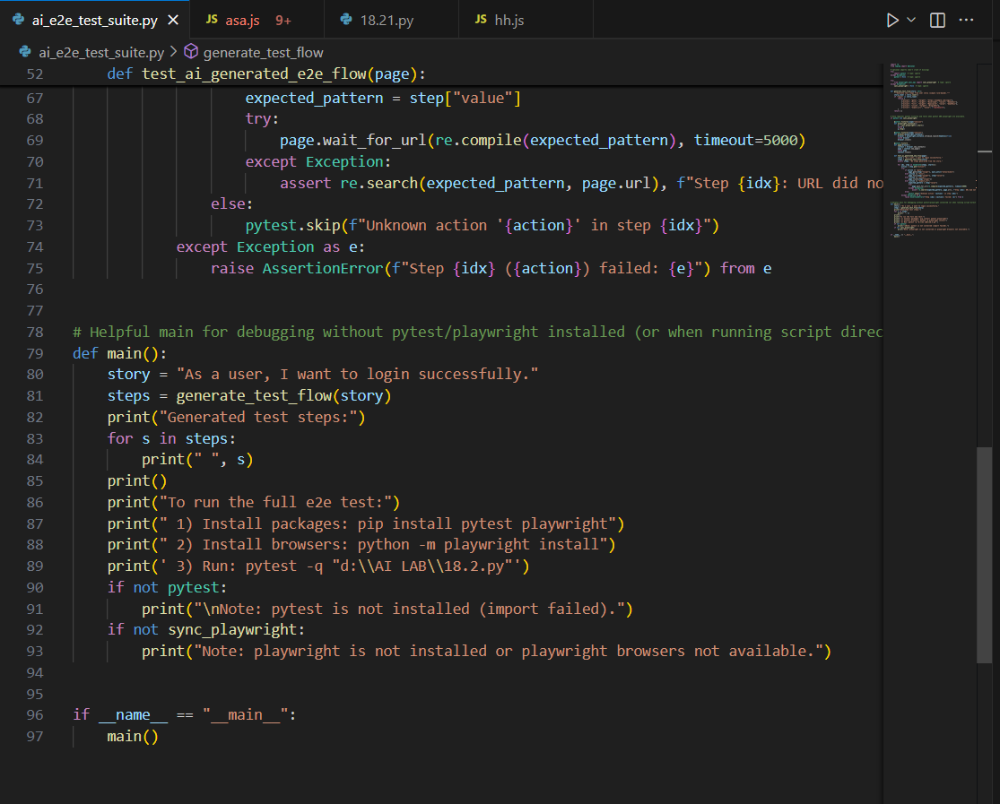 ai_e2e_test_suite.py
JS asa.js 9+
18.21.py
JS hh.js
ai_e2e_test_suite.py > generate_test_flow
52 def test_ai_generated_e2e_flow(page):
67 expected_pattern = step["value"]
68 try:
69 page.wait_for_url(re.compile(expected_pattern), timeout=5000)
70 except Exception:
71 assert re.search(expected_pattern, page.url), f"Step {idx}: URL did no
72 else:
73 pytest.skip(f"Unknown action '{action}' in step {idx}")
74 except Exception as e:
75 raise AssertionError(f"Step {idx} ({action}) failed: {e}") from e
76
77
78 # Helpful main for debugging without pytest/playwright installed (or when running script direc
79 def main():
80 story = "As a user, I want to login successfully."
81 steps = generate_test_flow(story)
82 print("Generated test steps:")
83 for s in steps:
84 print(" ", s)
85 print()
86 print("To run the full e2e test:")
87 print(" 1) Install packages: pip install pytest playwright")
88 print(" 2) Install browsers: python -m playwright install")
89 print(' 3) Run: pytest -q "d:\\AI LAB\\18.2.py"')
90 if not pytest:
91 print("\nNote: pytest is not installed (import failed).")
92 if not sync_playwright:
93 print("Note: playwright is not installed or playwright browsers not available.")
94
95
96 if __name__ == "__main__":
97 main()